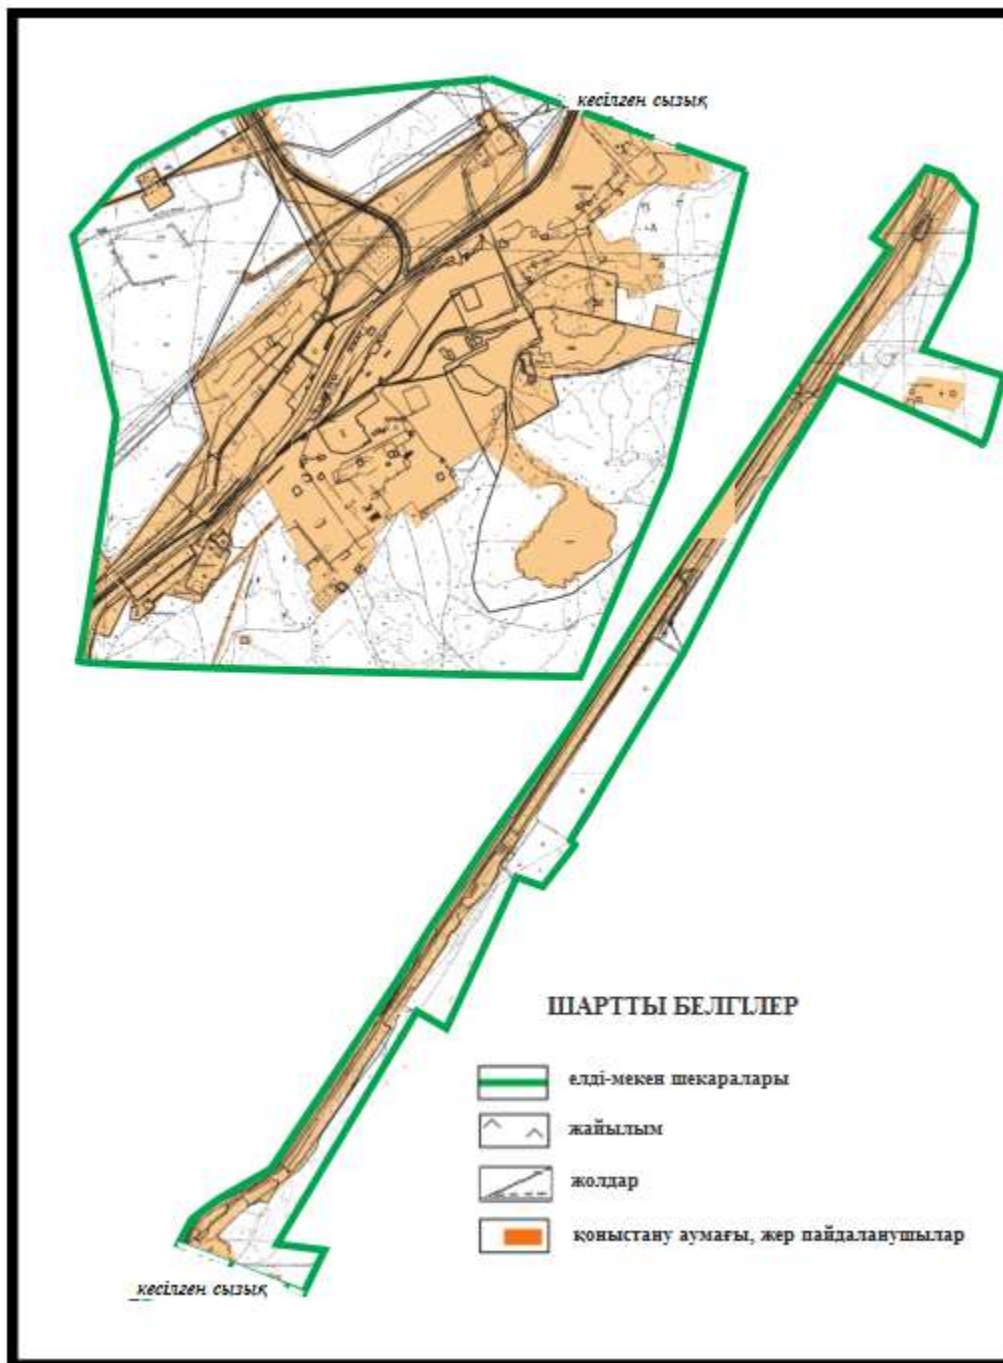 кесілген сызық
ШАРТТЫ БЕЛГІЛЕР
елді-мекен шекаралары
жайылым
жолдар
қоныстану аумағы, жер пайдаланушылар
кесілген сызық